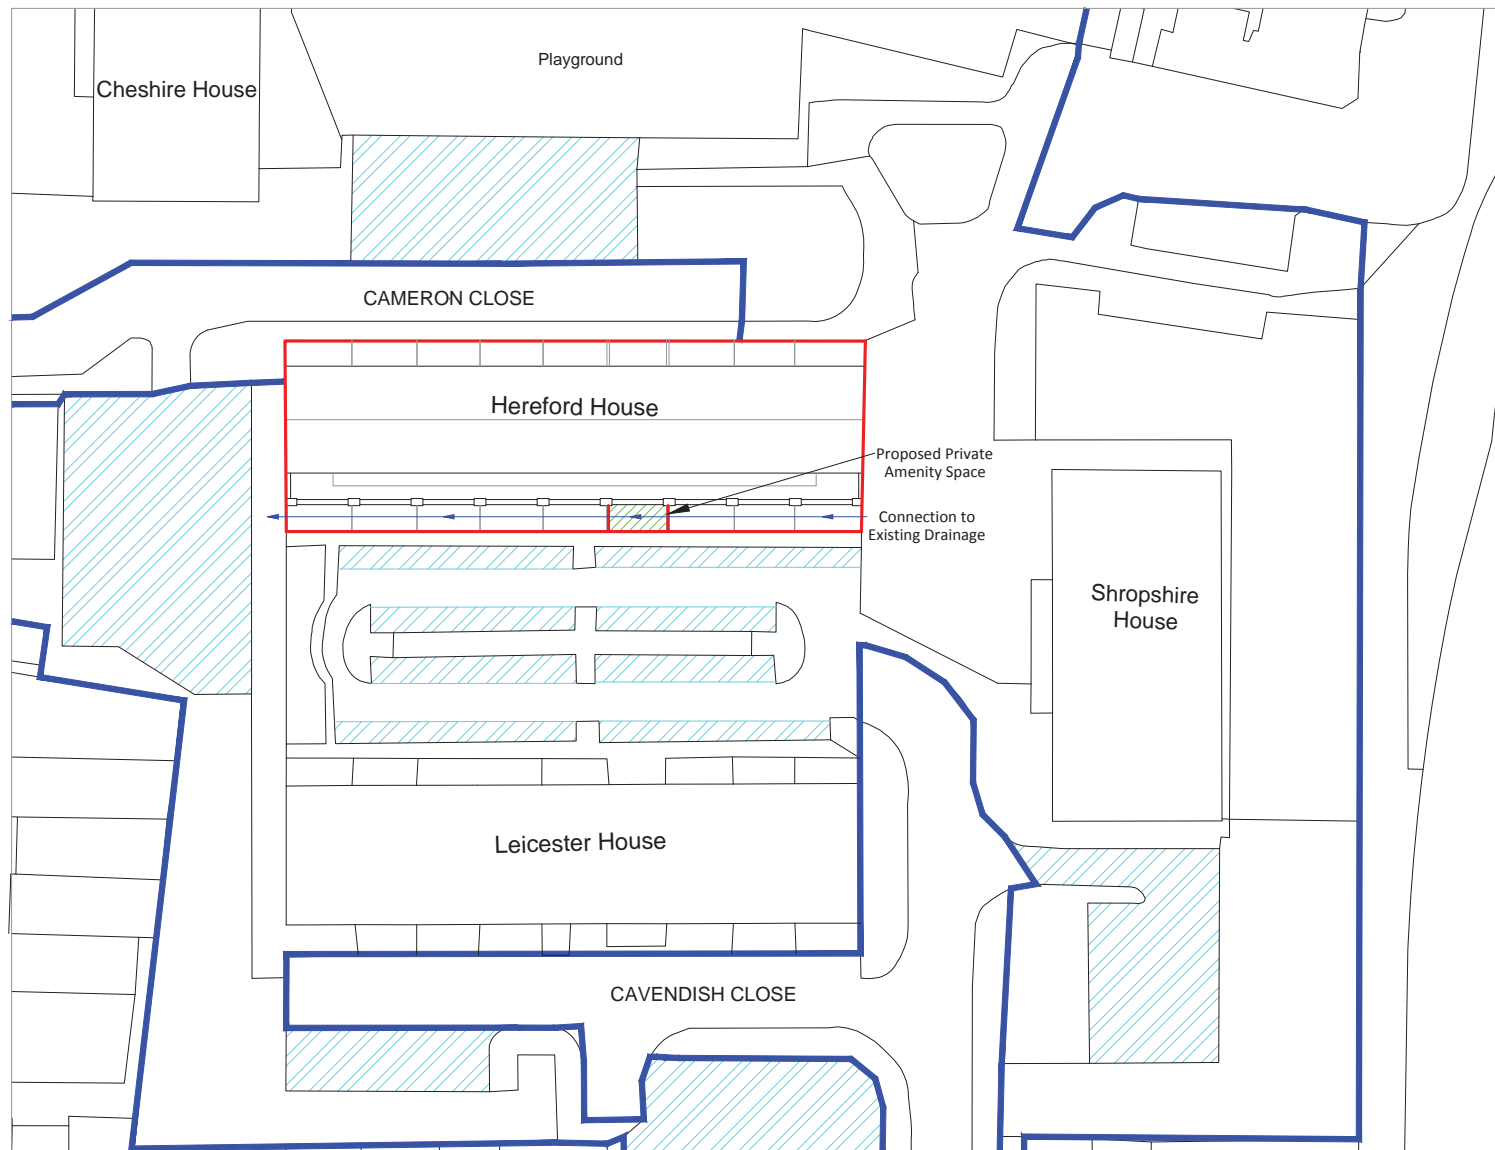 Playground
Cheshire House
CAMERON CLOSE
Hereford House
Proposed Private
Amenity Space
Connection to
Existing Drainage
Shropshire
House
Leicester House
CAVENDISH CLOSE